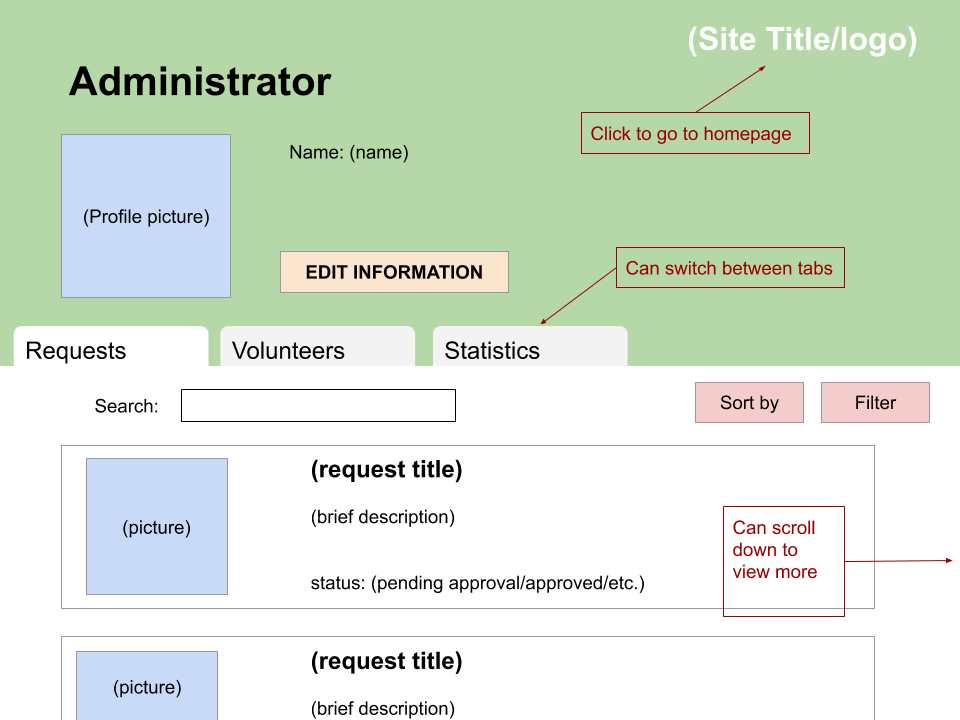 (Site Title/logo)
Administrator
Click to go to homepage
Name: (name)
(Profile picture)
EDIT INFORMATION
Can switch between tabs
Requests
Volunteers
Statistics
Search:
Sort by
Filter
(request title)
(picture)
(brief description)
Can scroll
down to
view more
status: (pending approval/approved/etc.)
(request title)
(picture)
(brief description)